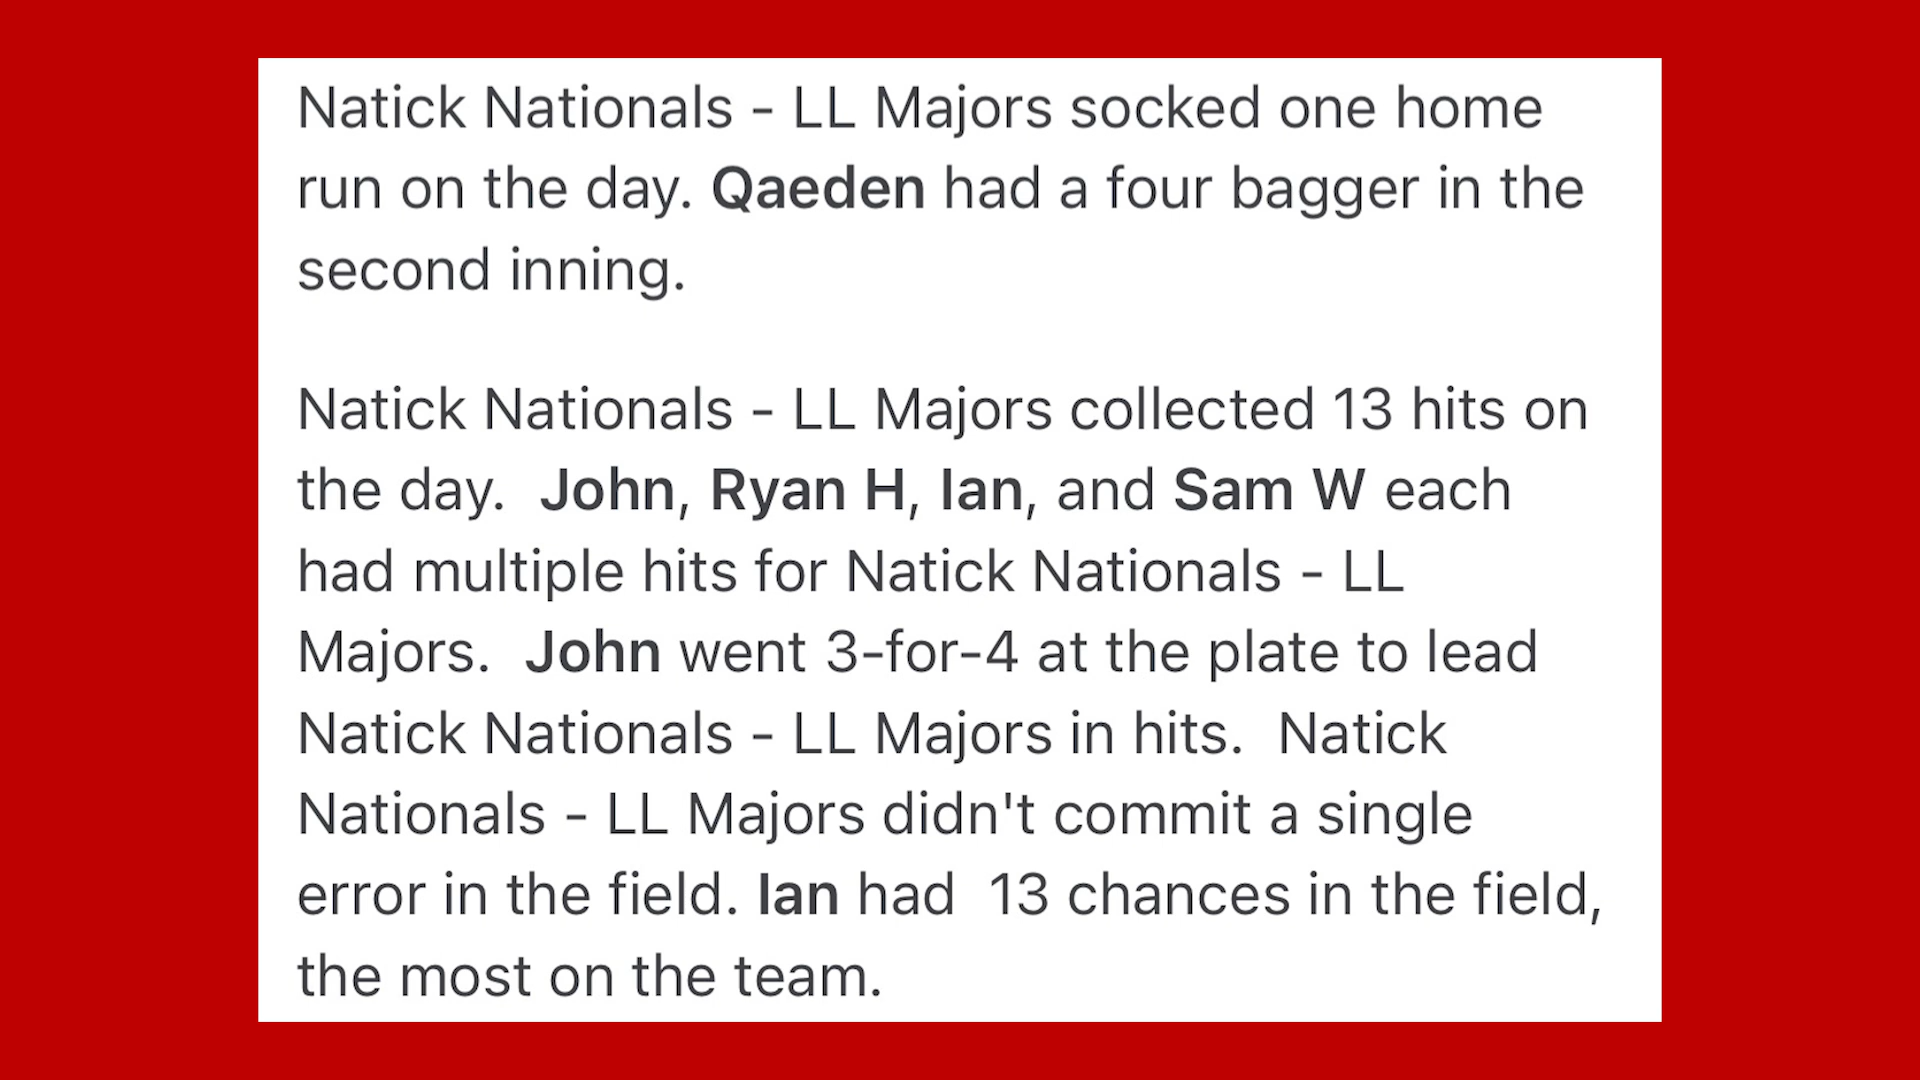 Natick Nationals - LL Majors socked one home
run on the day. Qaeden had a four bagger in the
second inning.
Natick Nationals - LL Majors collected 13 hits on
the day.  John, Ryan H, Ian, and Sam W each
had multiple hits for Natick Nationals - LL
Majors.  John went 3-for-4 at the plate to lead
Natick Nationals - LL Majors in hits.  Natick
Nationals - LL Majors didn't commit a single
error in the field. Ian had  13 chances in the field,
the most on the team.